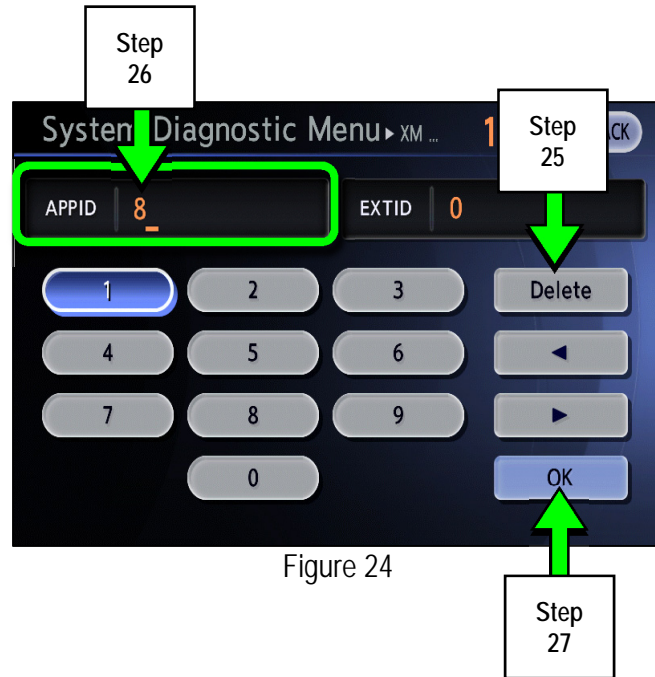 Step
26
System Diagnostic Menu▸ XM ... 1
Step
25
APPID 8_ EXTID 0
1 2 3 Delete
4 5 6 ◄
7 8 9 ►
0 OK
Figure 24
Step
27